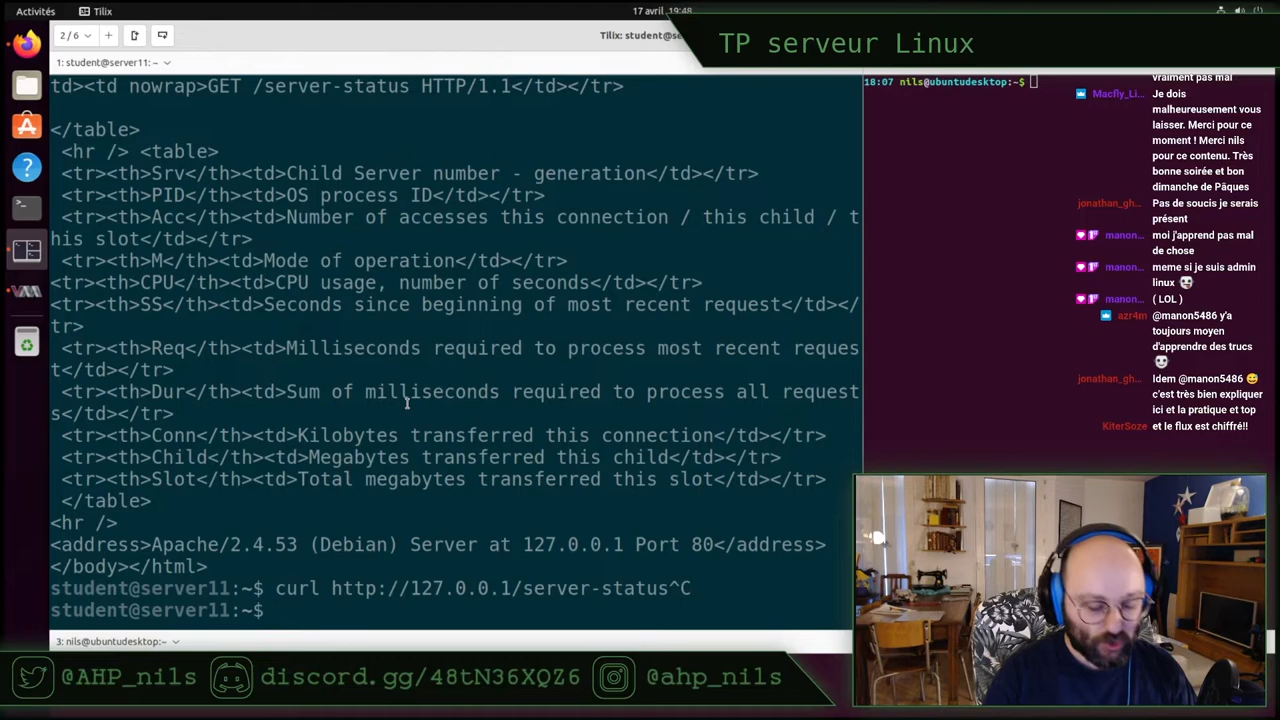 Activités
Tilix
17 avril 19:48
TP serveur Linux
2/6
Tilix: student@se
1: student@server11: ~
td><td nowrap>GET /server-status HTTP/1.1</td></tr>
</table>
<hr /> <table>
<tr><th>Srv</th><td>Child Server number - generation</td></tr>
<tr><th>PID</th><td>OS process ID</td></tr>
<tr><th>Acc</th><td>Number of accesses this connection / this child / t
his slot</td></tr>
<tr><th>M</th><td>Mode of operation</td></tr>
<tr><th>CPU</th><td>CPU usage, number of seconds</td></tr>
<tr><th>SS</th><td>Seconds since beginning of most recent request</td></
tr>
<tr><th>Req</th><td>Milliseconds required to process most recent reques
t</td></tr>
<tr><th>Dur</th><td>Sum of milliseconds required to process all request
s</td></tr>
<tr><th>Conn</th><td>Kilobytes transferred this connection</td></tr>
<tr><th>Child</th><td>Megabytes transferred this child</td></tr>
<tr><th>Slot</th><td>Total megabytes transferred this slot</td></tr>
</table>
<hr />
<address>Apache/2.4.53 (Debian) Server at 127.0.0.1 Port 80</address>
</body></html>
student@server11:~$ curl http://127.0.0.1/server-status^C
student@server11:~$
3: nils@ubuntudesktop:~
18:07 nils@ubuntudesktop:~$
vraiment pas mal
Macfly_Li... Je dois
malheureusement vous
laisser. Merci pour ce
moment ! Merci nils
pour ce contenu. Très
bonne soirée et bon
dimanche de Pâques
jonathan_gh... Pas de soucis je serais
présent
manon... moi j'apprend pas mal
de chose
manon... meme si je suis admin
linux
manon... ( LOL )
azr4m @manon5486 y'a
toujours moyen
d'apprendre des trucs
jonathan_gh... Idem @manon5486
c'est très bien expliquer
ici et la pratique et top
KiterSoze et le flux est chiffré!!
@AHP_nils
discord.gg/48tN36XQZ6
@ahp_nils